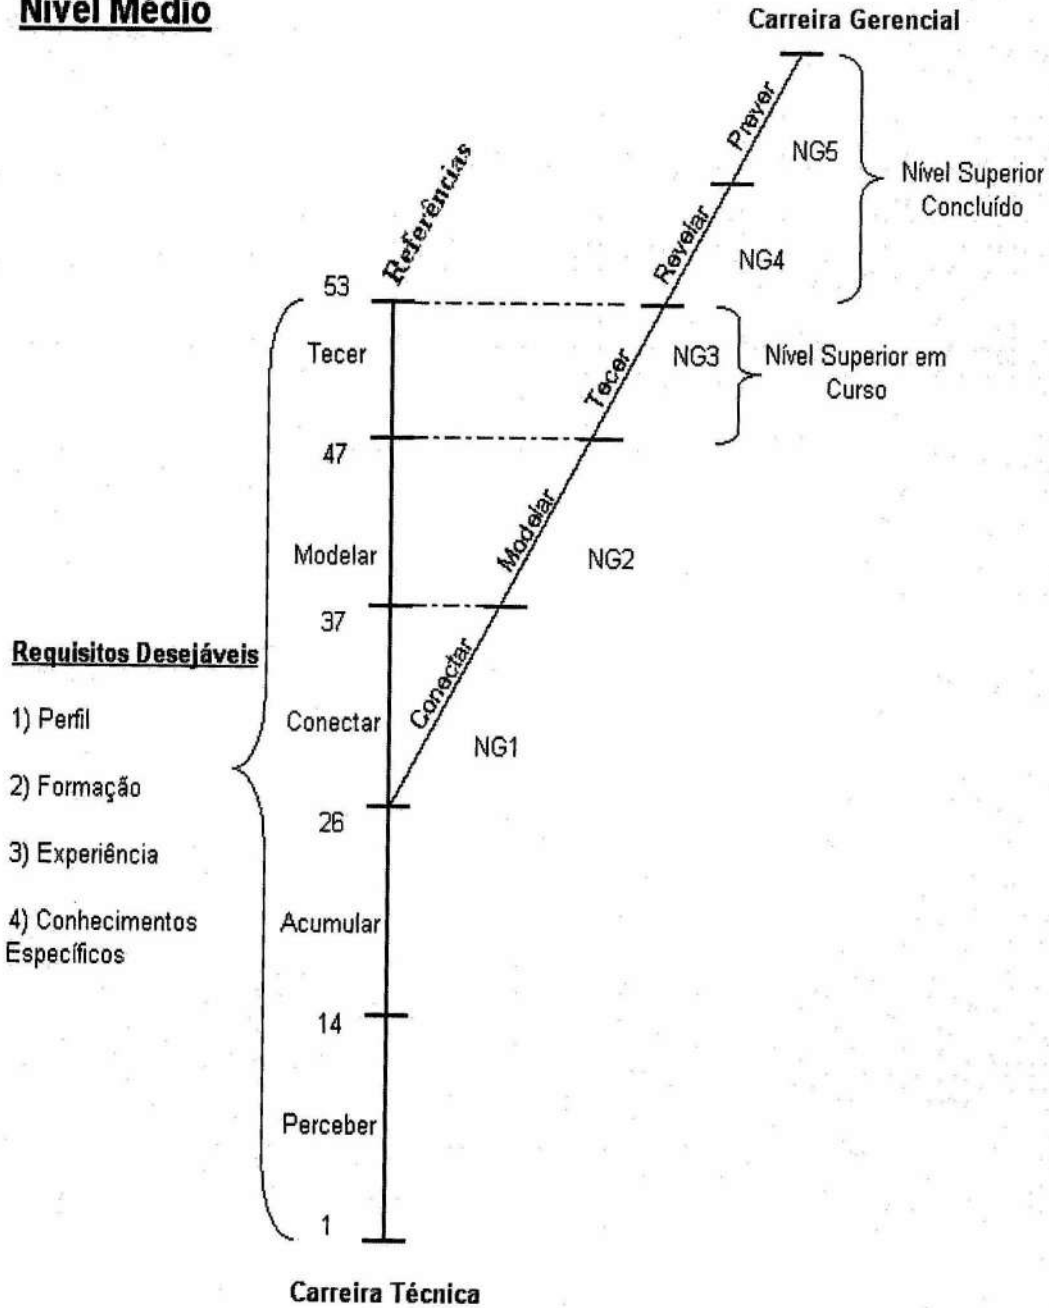 Nível Médio
Carreira Gerencial
Prever
NG5
Nível Superior
Concluído
Referências
Revelar
NG4
53
Tecer
Tecer
NG3
Nível Superior em
Curso
47
Modelar
Modelar
NG2
37
Requisitos Desejáveis
1) Perfil
Conectar
Conectar
NG1
2) Formação
26
3) Experiência
4) Conhecimentos
Específicos
Acumular
14
Perceber
1
Carreira Técnica